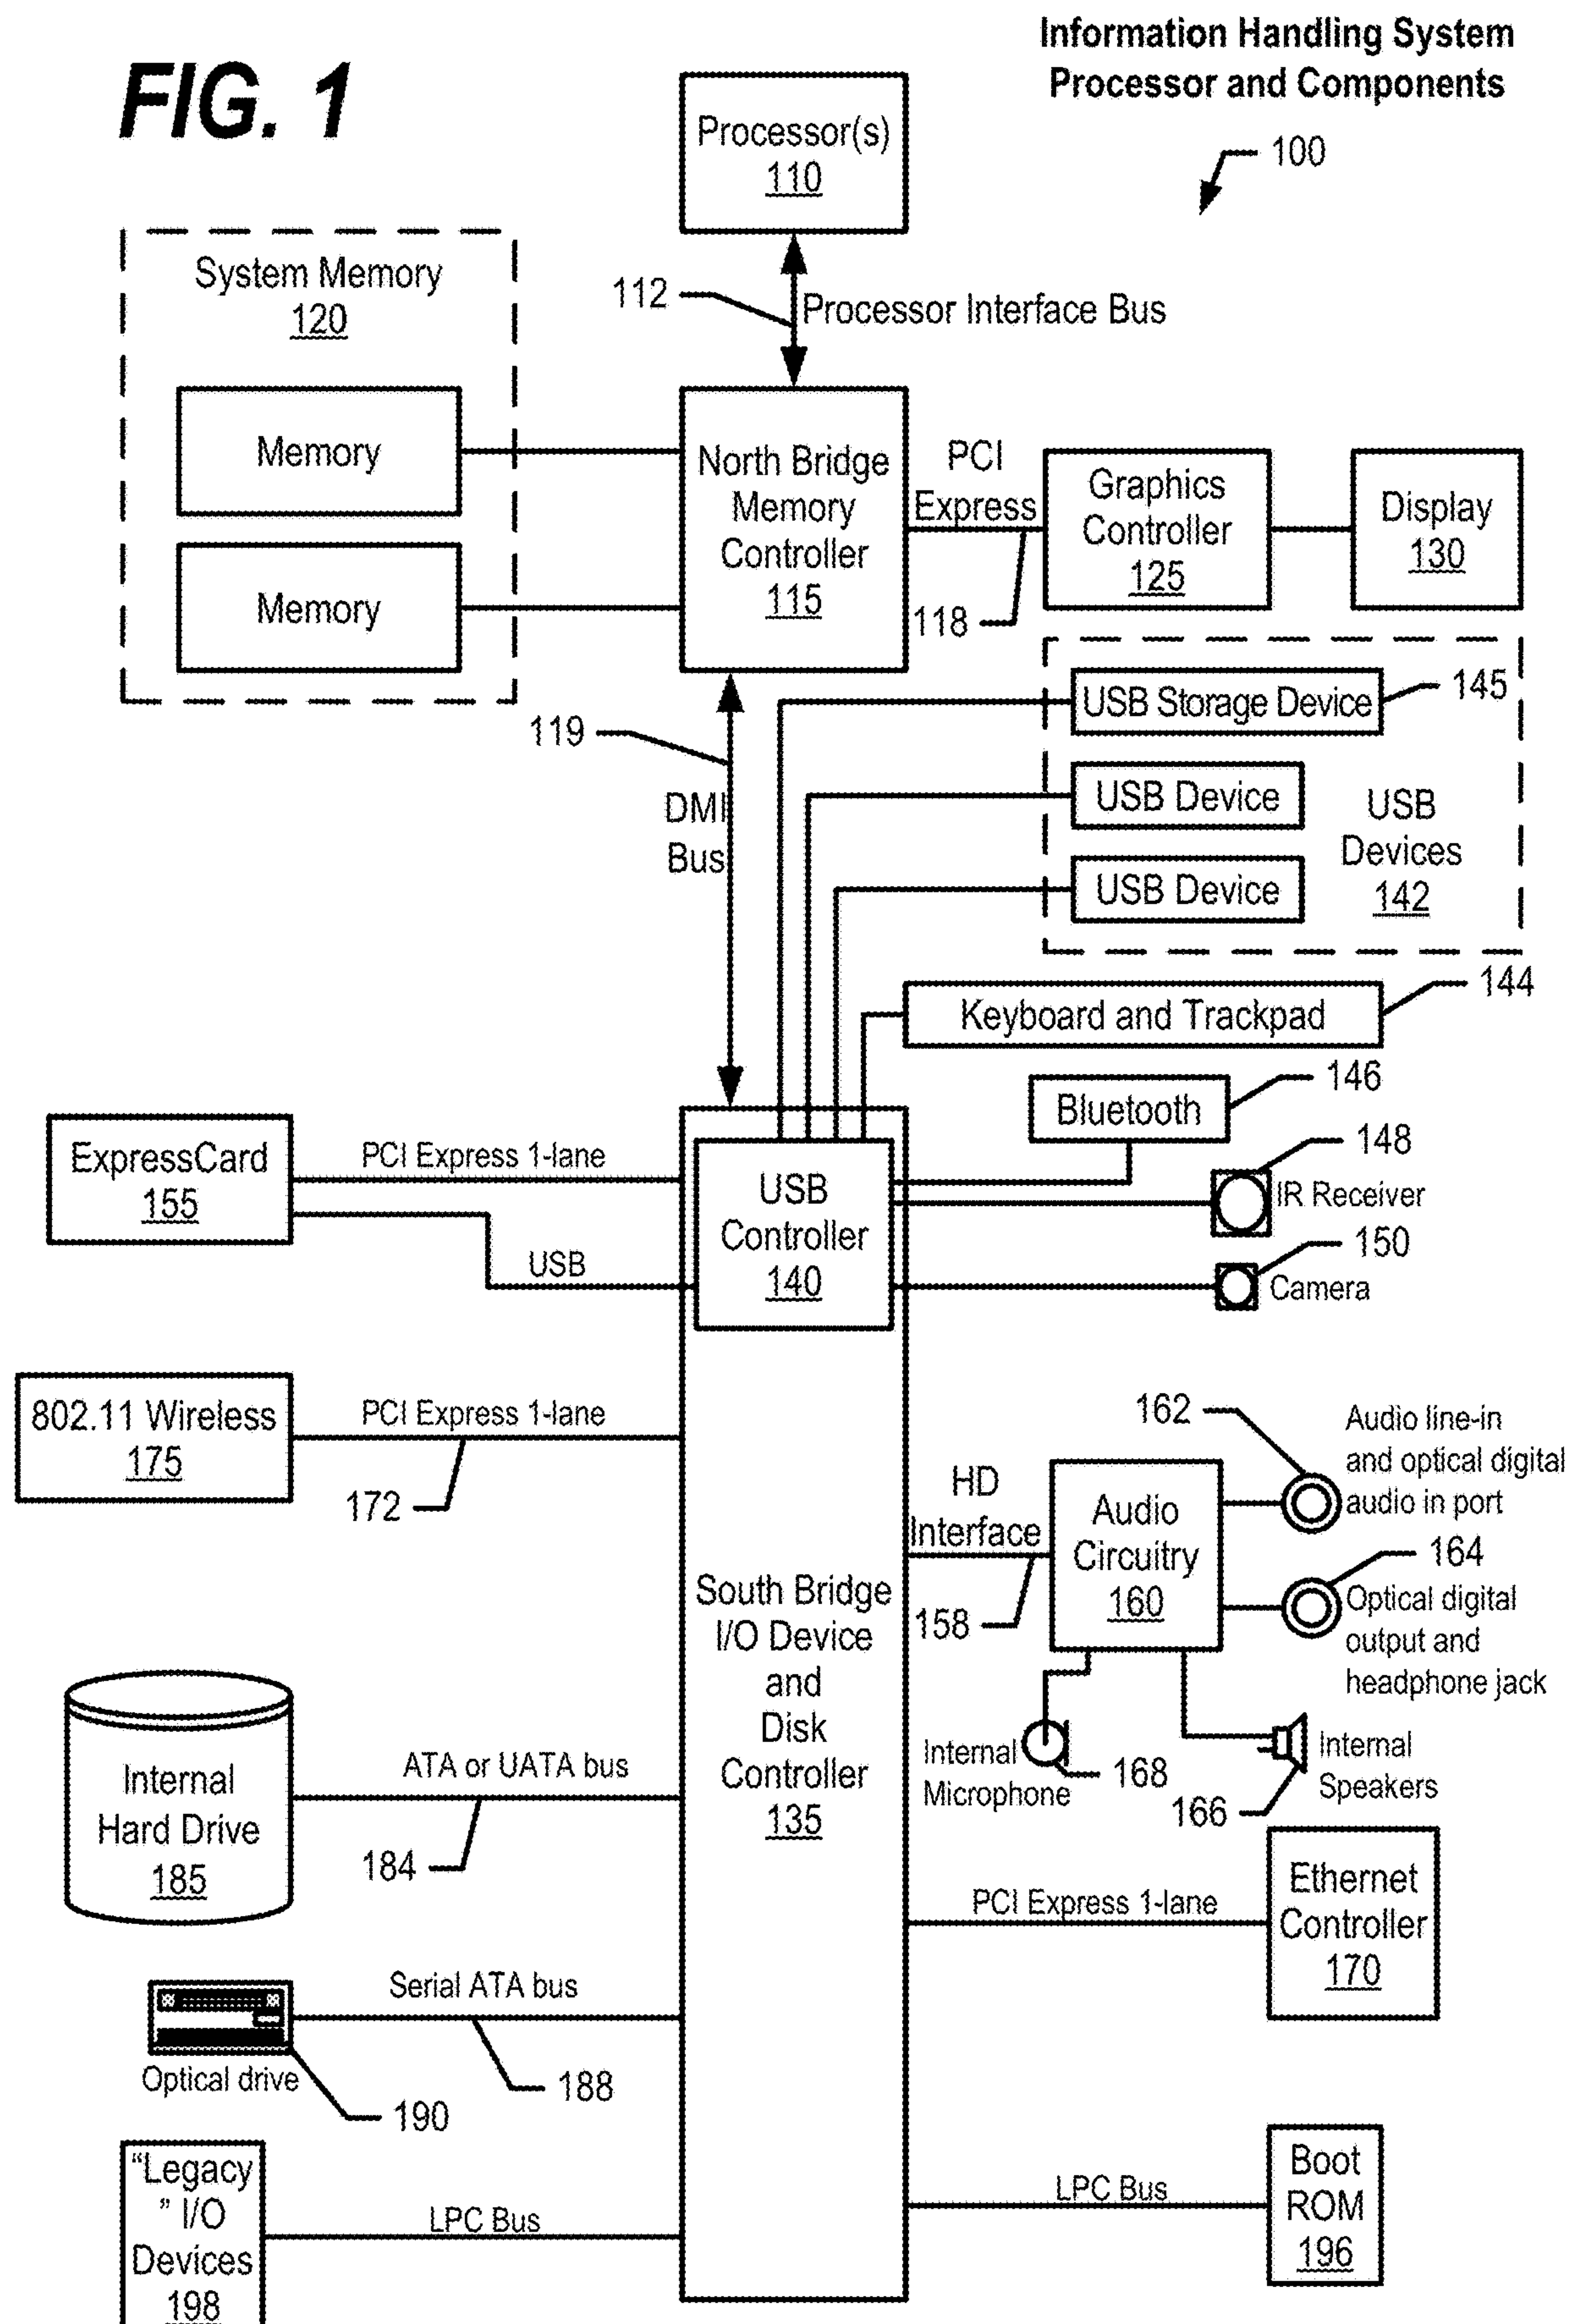 Information Handling System
Processor and Components
FIG. 1
100
Processor(s)
110
System Memory
120
112
Processor Interface Bus
Memory
Memory
North Bridge
Memory
Controller
115
PCI
Express
118
Graphics
Controller
125
Display
130
119
DMI
Bus
USB Storage Device
145
USB Device
USB Device
USB
Devices
142
Keyboard and Trackpad
144
Bluetooth
146
148
IR Receiver
150
Camera
ExpressCard
155
PCI Express 1-lane
USB
USB
Controller
140
802.11 Wireless
175
PCI Express 1-lane
172
162
Audio line-in
and optical digital
audio in port
HD
Interface
158
Audio
Circuitry
160
164
Optical digital
output and
headphone jack
South Bridge
I/O Device
and
Disk
Controller
135
Internal
Microphone
168
166
Internal
Speakers
Internal
Hard Drive
185
ATA or UATA bus
184
PCI Express 1-lane
Ethernet
Controller
170
Serial ATA bus
188
Optical drive
190
“Legacy
” I/O
Devices
198
LPC Bus
LPC Bus
Boot
ROM
196